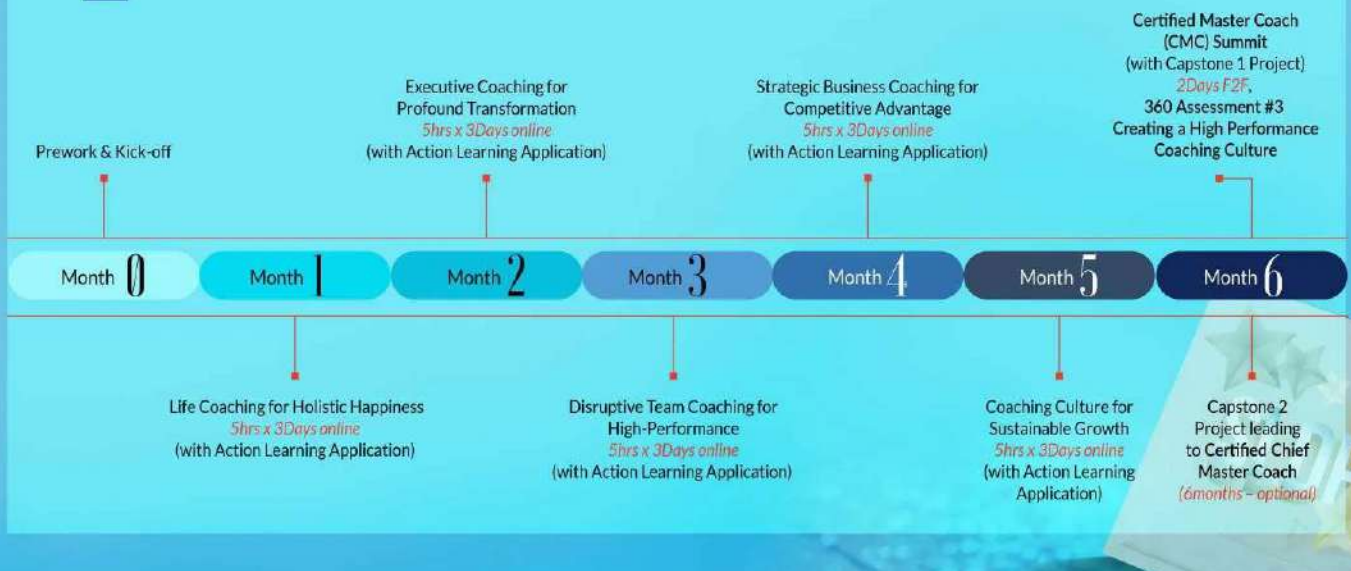 Prework & Kick-off
Executive Coaching for
Profound Transformation
5hrs x 3Days online
(with Action Learning Application)
Strategic Business Coaching for
Competitive Advantage
5hrs x 3Days online
(with Action Learning Application)
Certified Master Coach
(CMC) Summit
(with Capstone 1 Project)
2Days F2F,
360 Assessment #3
Creating a High Performance
Coaching Culture
Month 0
Month 1
Month 2
Month 3
Month 4
Month 5
Month 6
Life Coaching for Holistic Happiness
5hrs x 3Days online
(with Action Learning Application)
Disruptive Team Coaching for
High-Performance
5hrs x 3Days online
(with Action Learning Application)
Coaching Culture for
Sustainable Growth
5hrs x 3Days online
(with Action Learning
Application)
Capstone 2
Project leading
to Certified Chief
Master Coach
(6months – optional)